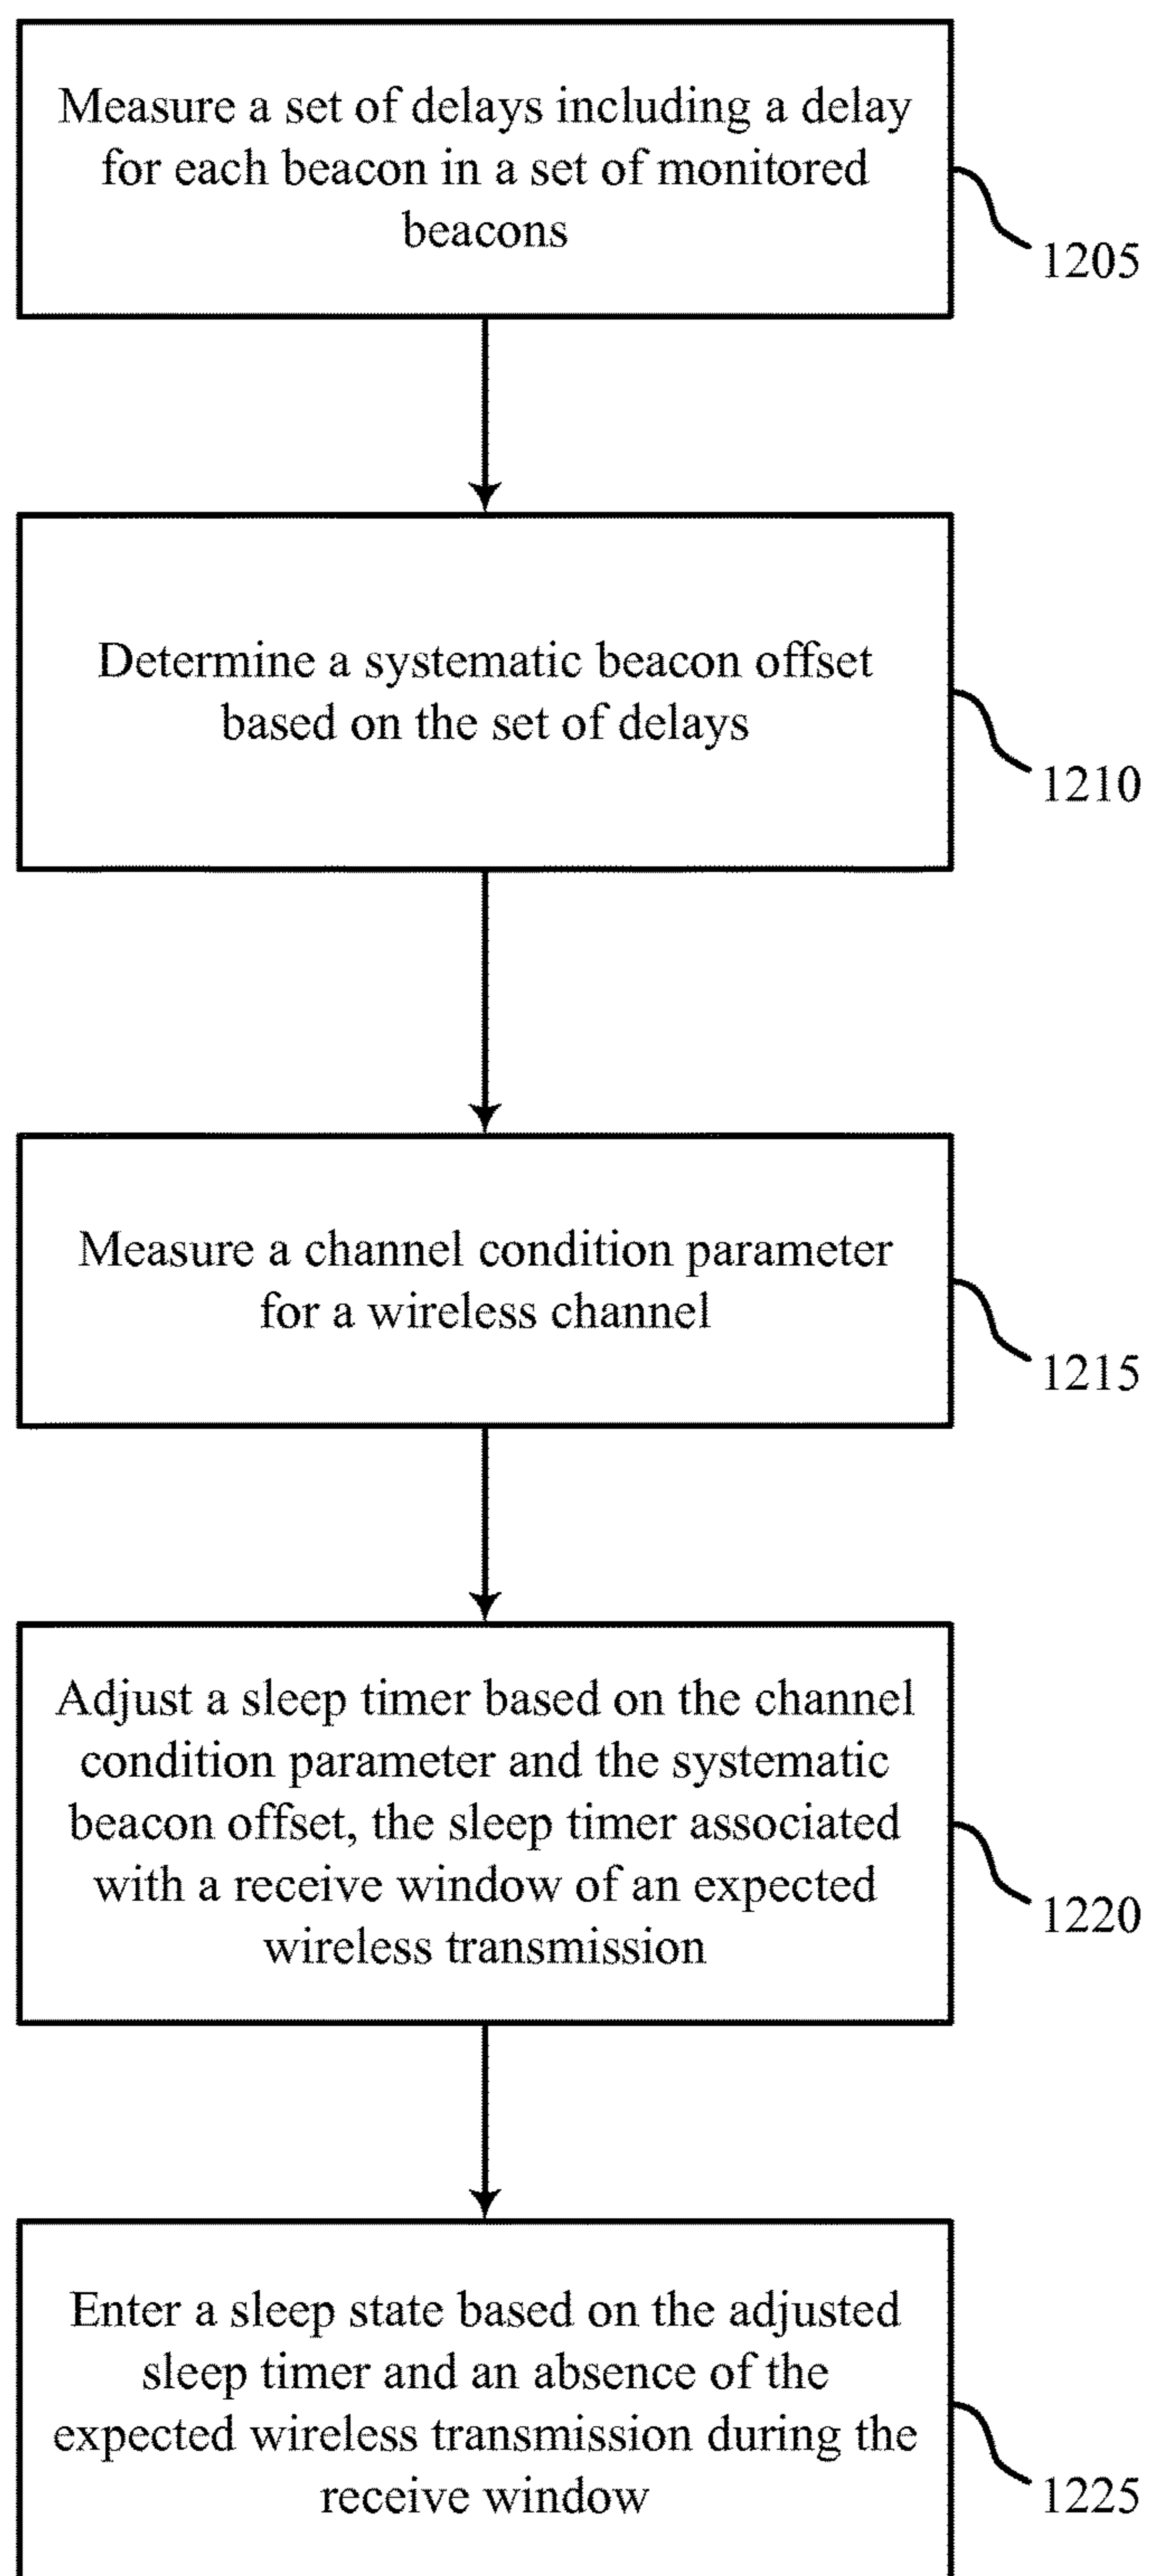 Measure a set of delays including a delay
for each beacon in a set of monitored
beacons
1205
Determine a systematic beacon offset
based on the set of delays
1210
Measure a channel condition parameter
for a wireless channel
1215
Adjust a sleep timer based on the channel
condition parameter and the systematic
beacon offset, the sleep timer associated
with a receive window of an expected
wireless transmission
1220
Enter a sleep state based on the adjusted
sleep timer and an absence of the
expected wireless transmission during the
receive window
1225